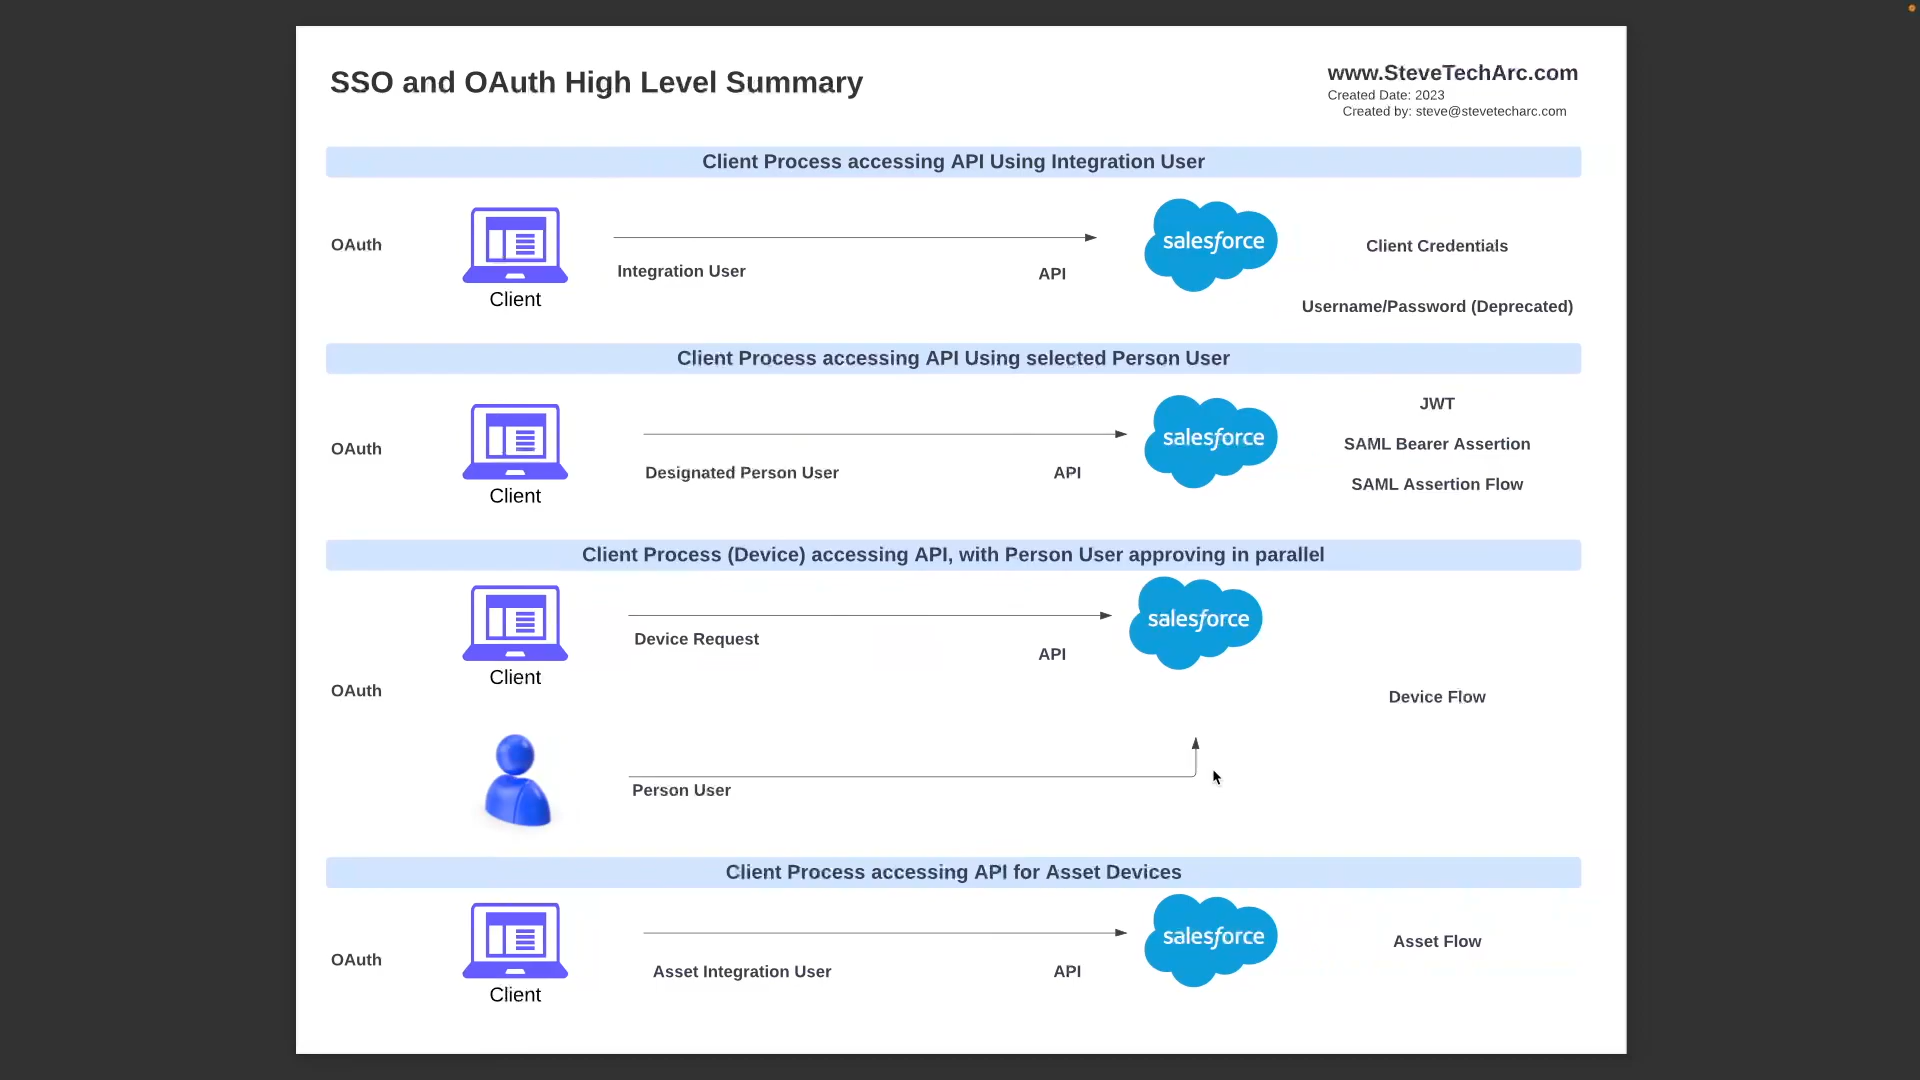 SSO and OAuth High Level Summary
www.SteveTechArc.com
Created Date: 2023
Created by: steve@stevetecharc.com
Client Process accessing API Using Integration User
OAuth
Client
Integration User
API
salesforce
Client Credentials
Username/Password (Deprecated)
Client Process accessing API Using selected Person User
OAuth
Client
Designated Person User
API
salesforce
JWT
SAML Bearer Assertion
SAML Assertion Flow
Client Process (Device) accessing API, with Person User approving in parallel
OAuth
Client
Device Request
API
salesforce
Device Flow
Person User
Client Process accessing API for Asset Devices
OAuth
Client
Asset Integration User
API
salesforce
Asset Flow